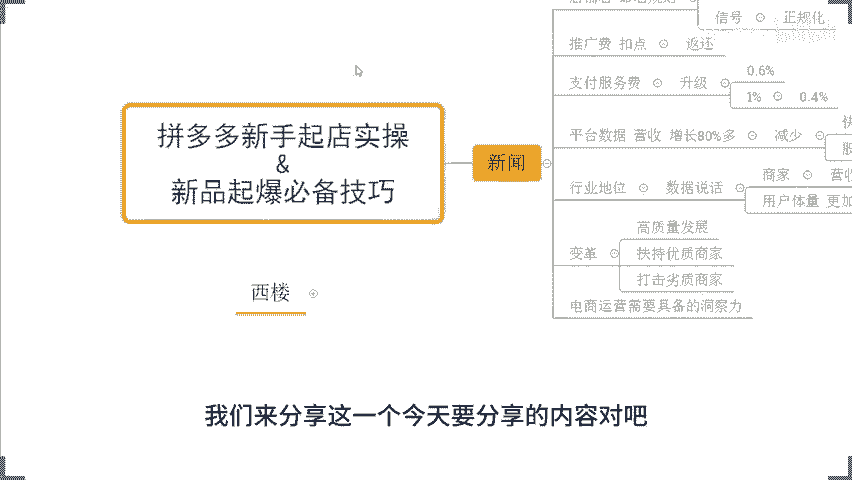 信号 正规化
推广费 扣点 返还
支付服务费 升级 0.6%
1% 0.4%
平台数据 营收 增长80%多 减少
行业地位 数据说话 商家 营收
用户体量 更加
变革 高质量发展
扶持优质商家
打击劣质商家
电商运营需要具备的洞察力
新闻
拼多多新手起店实操
&
新品起爆必备技巧
西楼
我们来分享这一个今天要分享的内容对吧